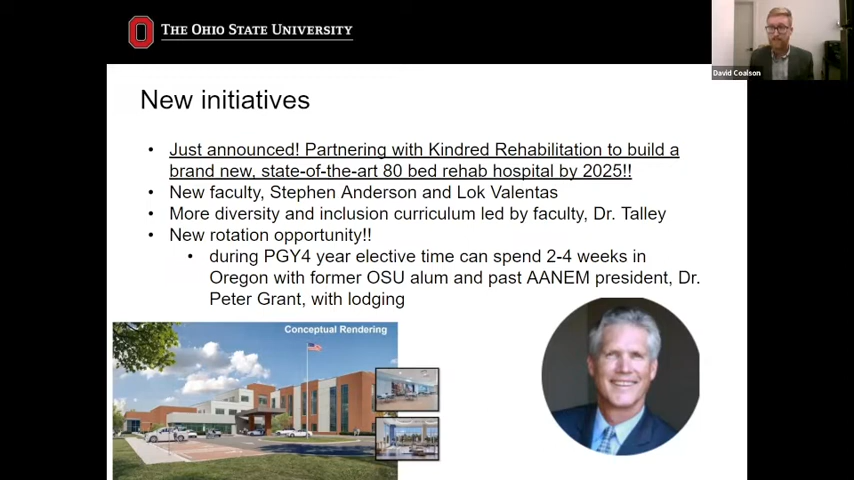 THE OHIO STATE UNIVERSITY
David Coalson
New initiatives
• Just announced! Partnering with Kindred Rehabilitation to build a
brand new, state-of-the-art 80 bed rehab hospital by 2025!!
• New faculty, Stephen Anderson and Lok Valentas
• More diversity and inclusion curriculum led by faculty, Dr. Talley
• New rotation opportunity!!
• during PGY4 year elective time can spend 2-4 weeks in
Oregon with former OSU alum and past AANEM president, Dr.
Peter Grant, with lodging
Conceptual Rendering